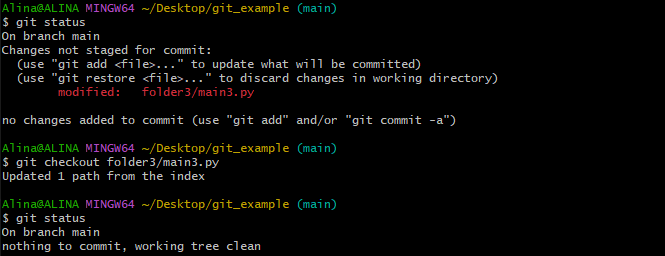 Alina@ALINA MINGW64 ~/Desktop/git_example (main)
$ git status
On branch main
Changes not staged for commit:
  (use "git add <file>..." to update what will be committed)
  (use "git restore <file>..." to discard changes in working directory)
        modified:   folder3/main3.py

no changes added to commit (use "git add" and/or "git commit -a")

Alina@ALINA MINGW64 ~/Desktop/git_example (main)
$ git checkout folder3/main3.py
Updated 1 path from the index

Alina@ALINA MINGW64 ~/Desktop/git_example (main)
$ git status
On branch main
nothing to commit, working tree clean